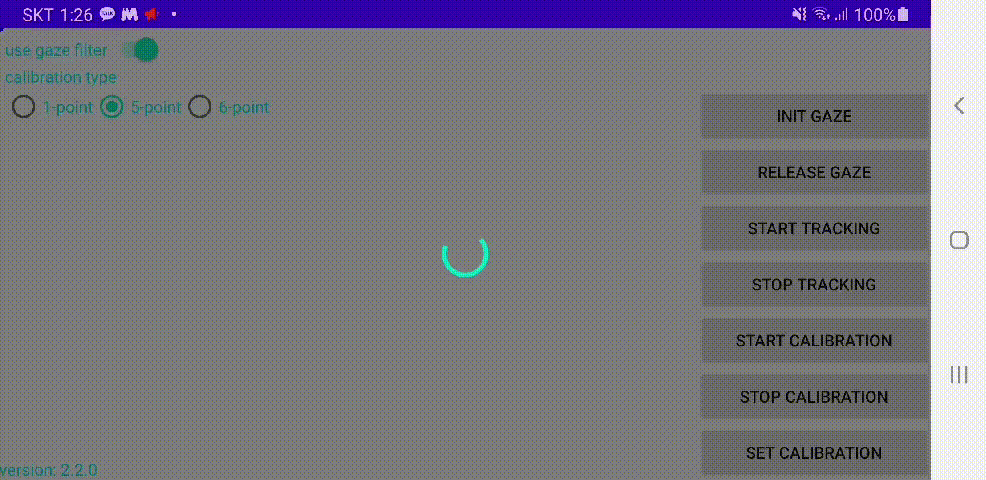 SKT 1:26
100%
use gaze filter
calibration type
1-point 5-point 6-point
INIT GAZE
RELEASE GAZE
START TRACKING
STOP TRACKING
START CALIBRATION
STOP CALIBRATION
SET CALIBRATION
version: 2.2.0